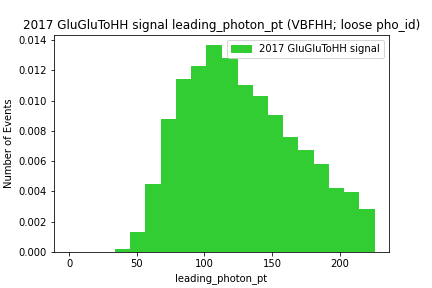 2017 GluGluToHH signal leading_photon_pt (VBFHH; loose pho_id)
2017 GluGluToHH signal
Number of Events
0.014
0.012
0.010
0.008
0.006
0.004
0.002
0.000
0 50 100 150 200
leading_photon_pt